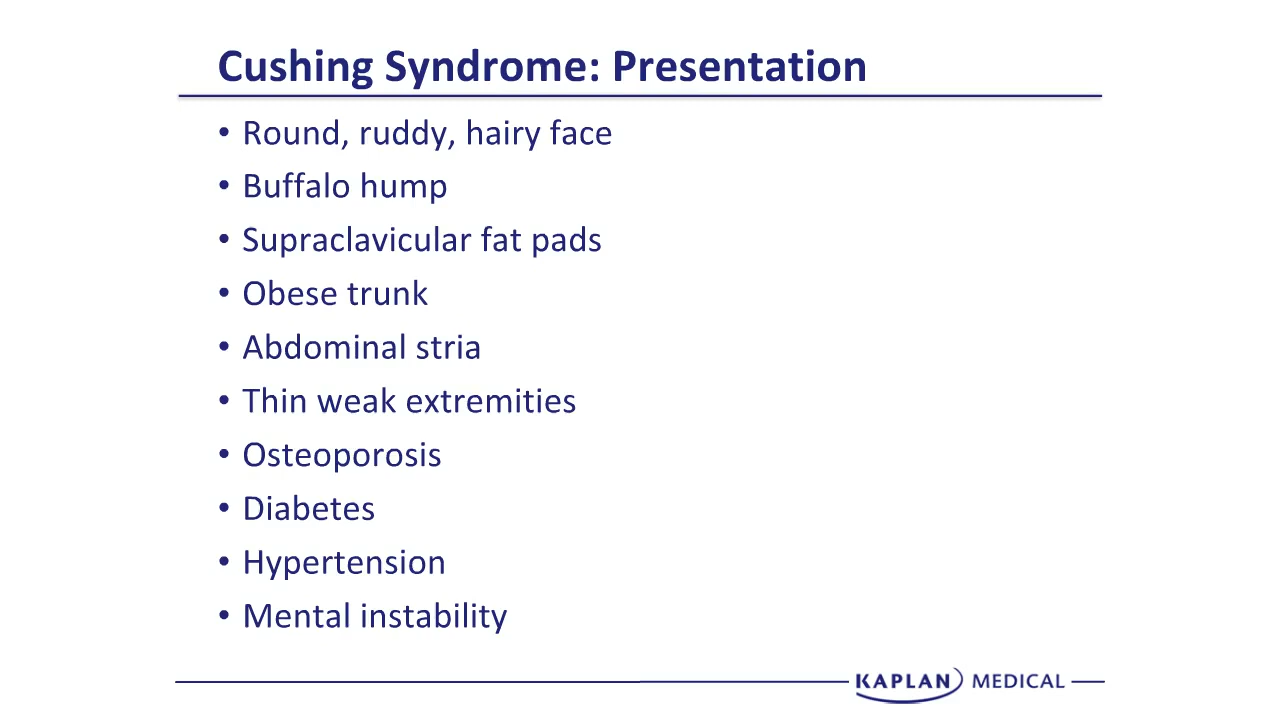 Cushing Syndrome: Presentation
• Round, ruddy, hairy face
• Buffalo hump
• Supraclavicular fat pads
• Obese trunk
• Abdominal stria
• Thin weak extremities
• Osteoporosis
• Diabetes
• Hypertension
• Mental instability
KAPLAN MEDICAL